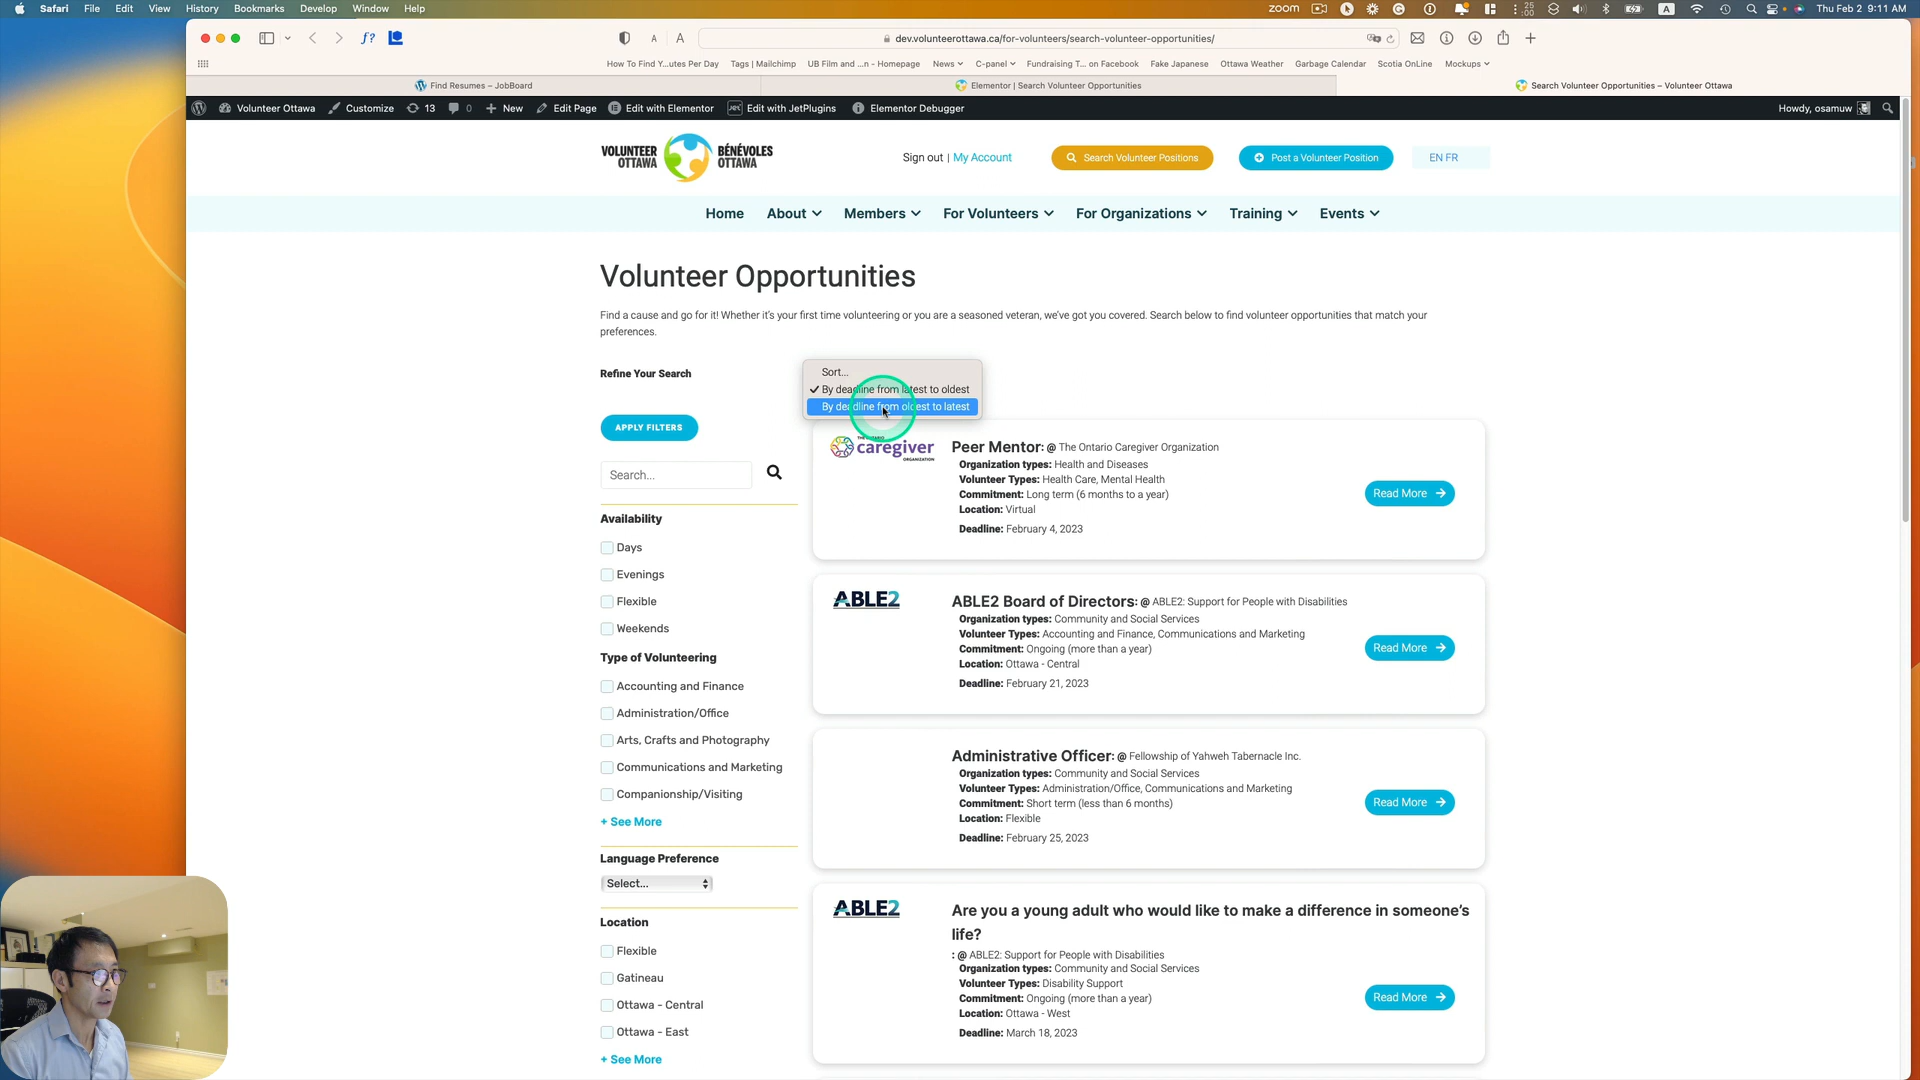 Safari File Edit View History Bookmarks Develop Window Help
zoom 25 :00 A Thu Feb 2 9:11 AM
f? A A dev.volunteerottawa.ca/for-volunteers/search-volunteer-opportunities/
How To Find Y...utes Per Day Tags | Mailchimp UB Film and ...n - Homepage News C-panel Fundraising T... on Facebook Fake Japanese Ottawa Weather Garbage Calendar Scotia OnLine Mockups
Find Resumes – JobBoard Elementor | Search Volunteer Opportunities Search Volunteer Opportunities – Volunteer Ottawa
Volunteer Ottawa Customize 13 0 New Edit Page Edit with Elementor JET Edit with JetPlugins Elementor Debugger Howdy, osamuw
VOLUNTEER OTTAWA BÉNÉVOLES OTTAWA
Sign out | My Account Search Volunteer Positions Post a Volunteer Position EN FR
Home About Members For Volunteers For Organizations Training Events
Volunteer Opportunities
Find a cause and go for it! Whether it's your first time volunteering or you are a seasoned veteran, we've got you covered. Search below to find volunteer opportunities that match your
preferences.
Refine Your Search
APPLY FILTERS
Search...
Availability
Days
Evenings
Flexible
Weekends
Type of Volunteering
Accounting and Finance
Administration/Office
Arts, Crafts and Photography
Communications and Marketing
Companionship/Visiting
+ See More
Language Preference
Select...
Location
Flexible
Gatineau
Ottawa - Central
Ottawa - East
+ See More
Sort...
By deadline from latest to oldest
By deadline from oldest to latest
THE ONTARIO
caregiver
ORGANIZATION
Peer Mentor: @ The Ontario Caregiver Organization
Organization types: Health and Diseases
Volunteer Types: Health Care, Mental Health
Commitment: Long term (6 months to a year)
Location: Virtual
Deadline: February 4, 2023
Read More
ABLE2
ABLE2 Board of Directors: @ ABLE2: Support for People with Disabilities
Organization types: Community and Social Services
Volunteer Types: Accounting and Finance, Communications and Marketing
Commitment: Ongoing (more than a year)
Location: Ottawa - Central
Deadline: February 21, 2023
Read More
Administrative Officer: @ Fellowship of Yahweh Tabernacle Inc.
Organization types: Community and Social Services
Volunteer Types: Administration/Office, Communications and Marketing
Commitment: Short term (less than 6 months)
Location: Flexible
Deadline: February 25, 2023
Read More
ABLE2
Are you a young adult who would like to make a difference in someone's
life?
: @ ABLE2: Support for People with Disabilities
Organization types: Community and Social Services
Volunteer Types: Disability Support
Commitment: Ongoing (more than a year)
Location: Ottawa - West
Deadline: March 18, 2023
Read More